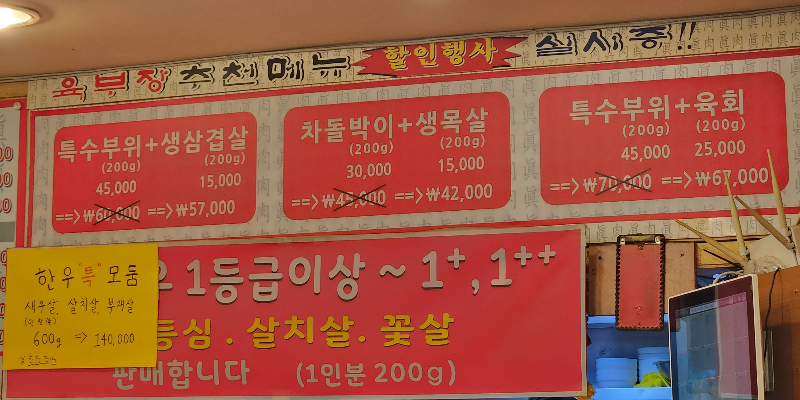 육부장 추천메뉴 할인행사 실시중!!
특수부위+생삼겹살
(200g) (200g)
45,000 15,000
==>₩60,000 ==>₩57,000
차돌박이+생목살
(200g) (200g)
30,000 15,000
==>₩45,000 ==>₩42,000
특수부위+육회
(200g) (200g)
45,000 25,000
==>₩70,000 ==>₩67,000
1등급이상 ~ 1⁺, 1⁺⁺
등심 . 살치살. 꽃살
판매합니다 (1인분 200g)
한우"특"모듬
새우살, 살치살, 부채살
600g => 140,000